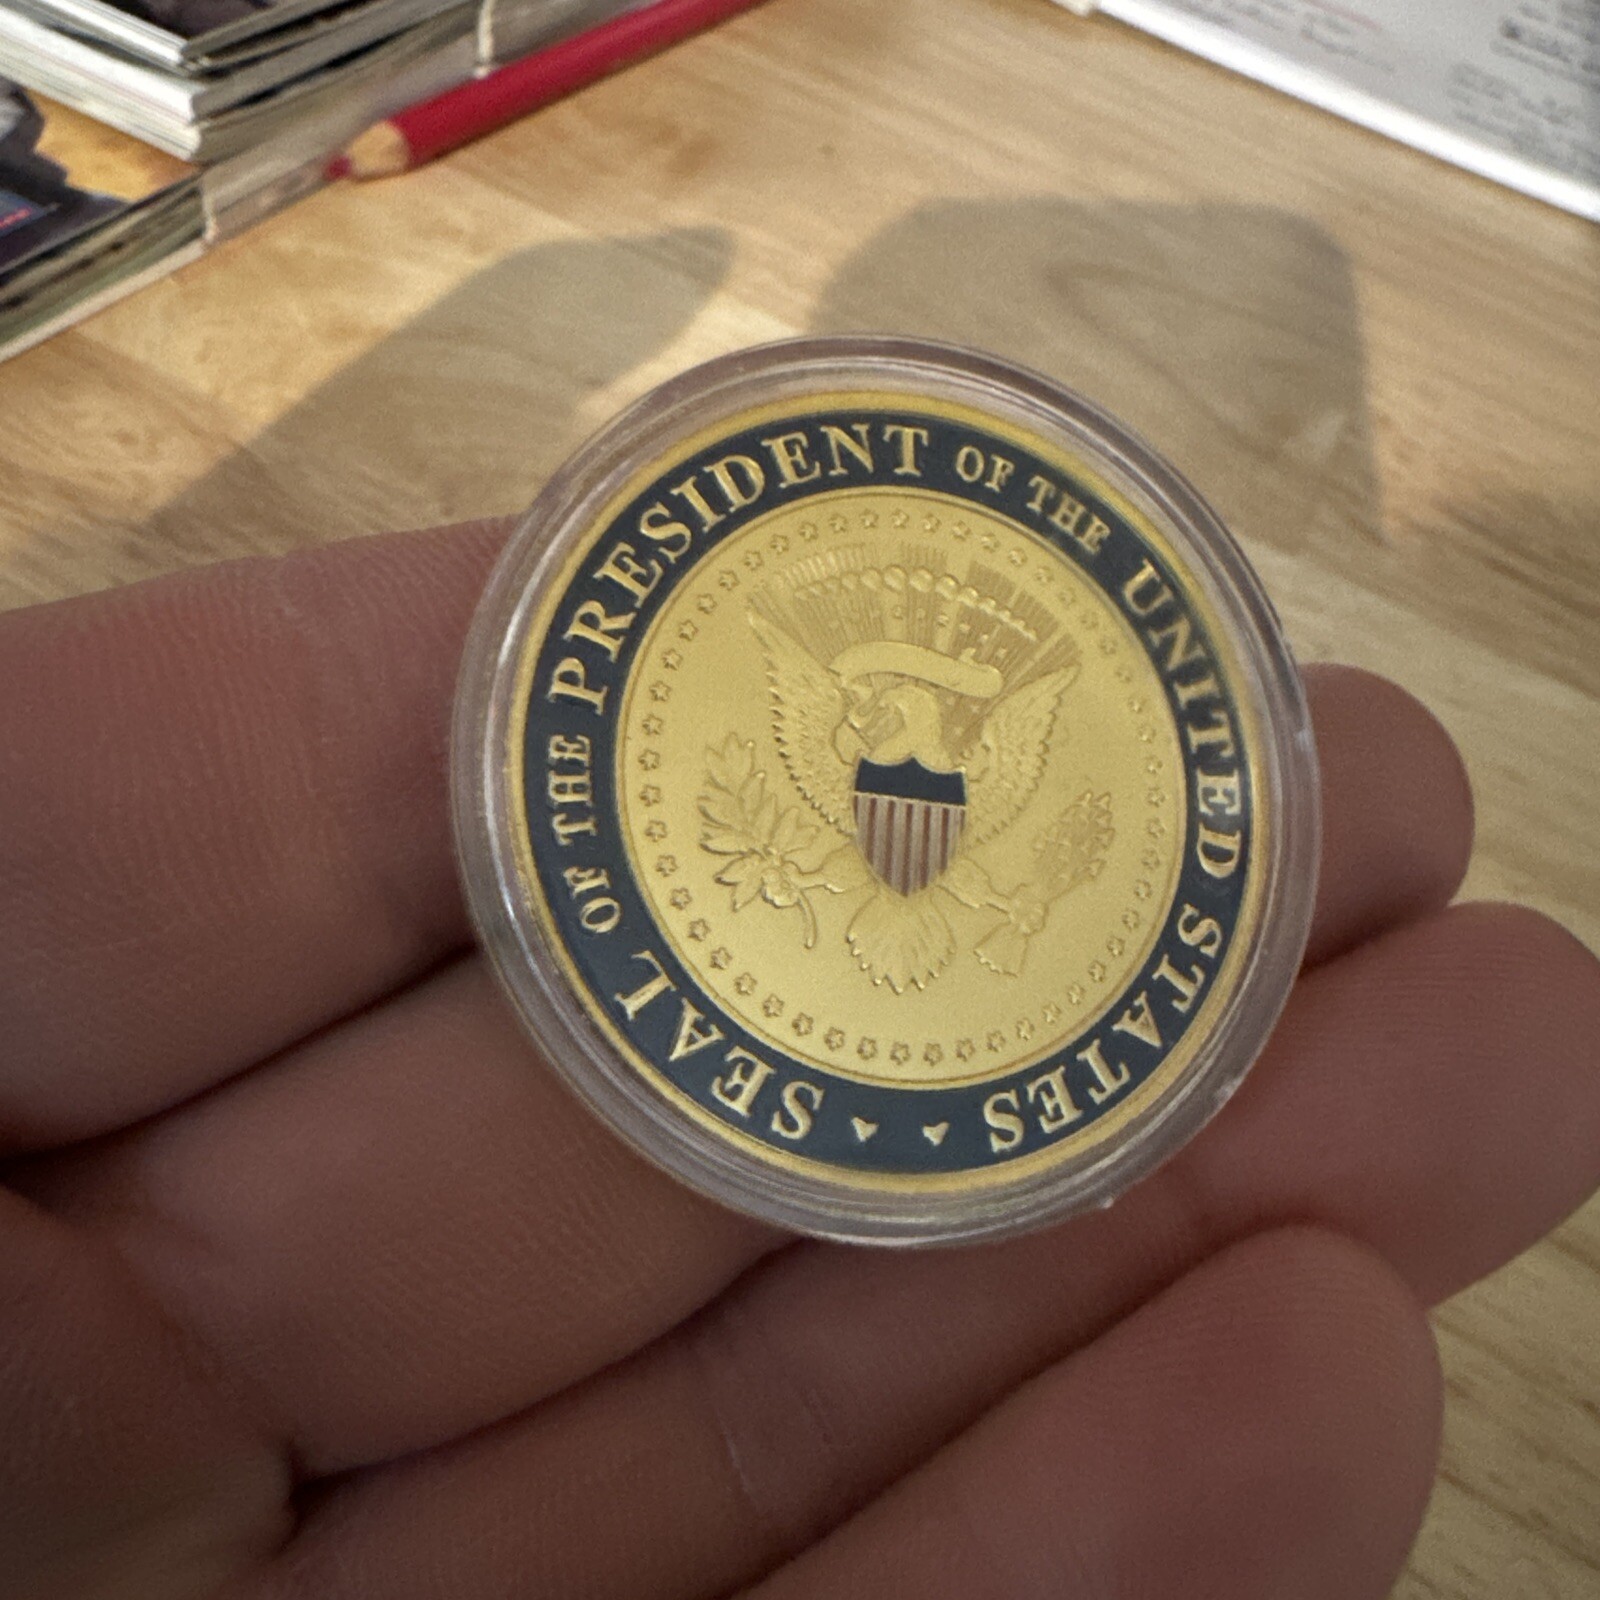 SEAL OF THE PRESIDENT OF THE UNITED STATES